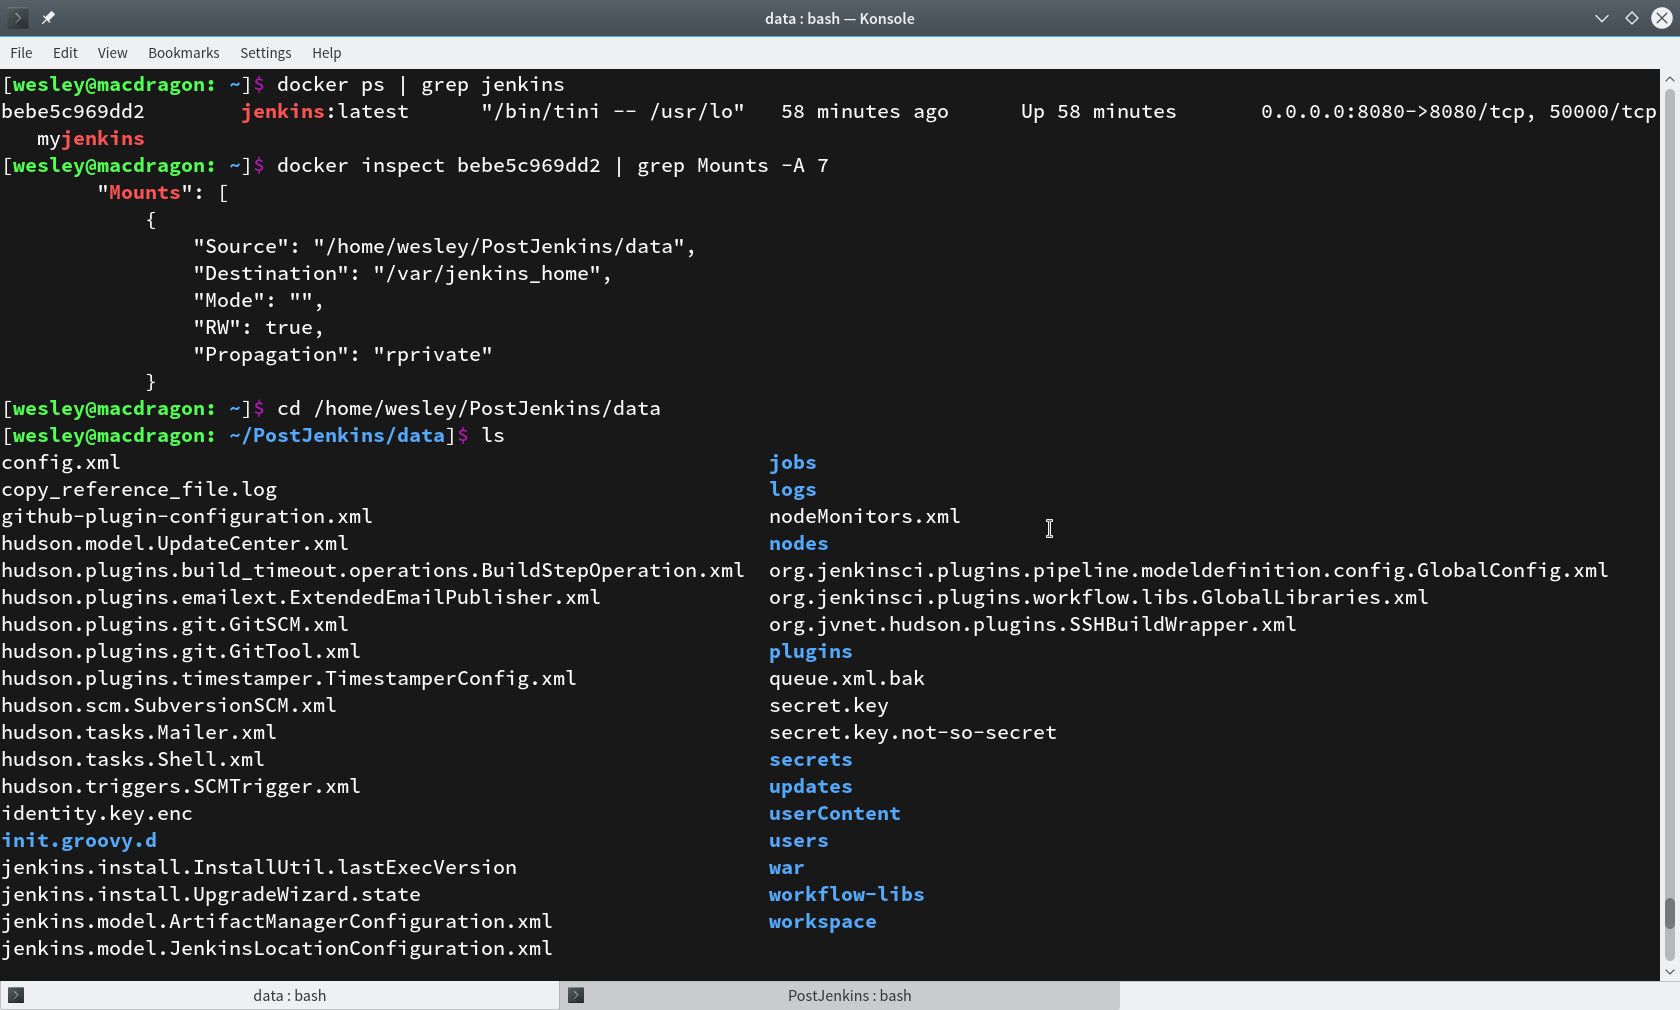 data : bash — Konsole
File Edit View Bookmarks Settings Help
[wesley@macdragon: ~]$ docker ps | grep jenkins
bebe5c969dd2        jenkins:latest      "/bin/tini -- /usr/lo"   58 minutes ago      Up 58 minutes       0.0.0.0:8080->8080/tcp, 50000/tcp
   myjenkins
[wesley@macdragon: ~]$ docker inspect bebe5c969dd2 | grep Mounts -A 7
        "Mounts": [
            {
                "Source": "/home/wesley/PostJenkins/data",
                "Destination": "/var/jenkins_home",
                "Mode": "",
                "RW": true,
                "Propagation": "rprivate"
            }
[wesley@macdragon: ~]$ cd /home/wesley/PostJenkins/data
[wesley@macdragon: ~/PostJenkins/data]$ ls
config.xml                                                      jobs
copy_reference_file.log                                         logs
github-plugin-configuration.xml                                 nodeMonitors.xml
hudson.model.UpdateCenter.xml                                   nodes
hudson.plugins.build_timeout.operations.BuildStepOperation.xml  org.jenkinsci.plugins.pipeline.modeldefinition.config.GlobalConfig.xml
hudson.plugins.emailext.ExtendedEmailPublisher.xml              org.jenkinsci.plugins.workflow.libs.GlobalLibraries.xml
hudson.plugins.git.GitSCM.xml                                   org.jvnet.hudson.plugins.SSHBuildWrapper.xml
hudson.plugins.git.GitTool.xml                                  plugins
hudson.plugins.timestamper.TimestamperConfig.xml                queue.xml.bak
hudson.scm.SubversionSCM.xml                                    secret.key
hudson.tasks.Mailer.xml                                         secret.key.not-so-secret
hudson.tasks.Shell.xml                                          secrets
hudson.triggers.SCMTrigger.xml                                  updates
identity.key.enc                                                userContent
init.groovy.d                                                   users
jenkins.install.InstallUtil.lastExecVersion                     war
jenkins.install.UpgradeWizard.state                             workflow-libs
jenkins.model.ArtifactManagerConfiguration.xml                  workspace
jenkins.model.JenkinsLocationConfiguration.xml
data : bash PostJenkins : bash